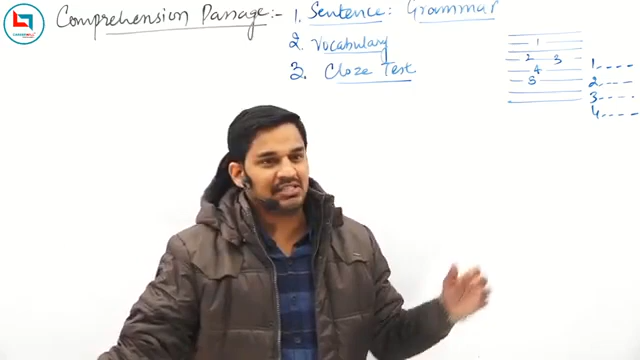 Comprehension Passage:- 1. Sentence: Grammar
2. Vocabulary
3. Cloze Test
1
2 3
4
5
1. - - - -
2. - - -
3. - - - -
4. - - - -